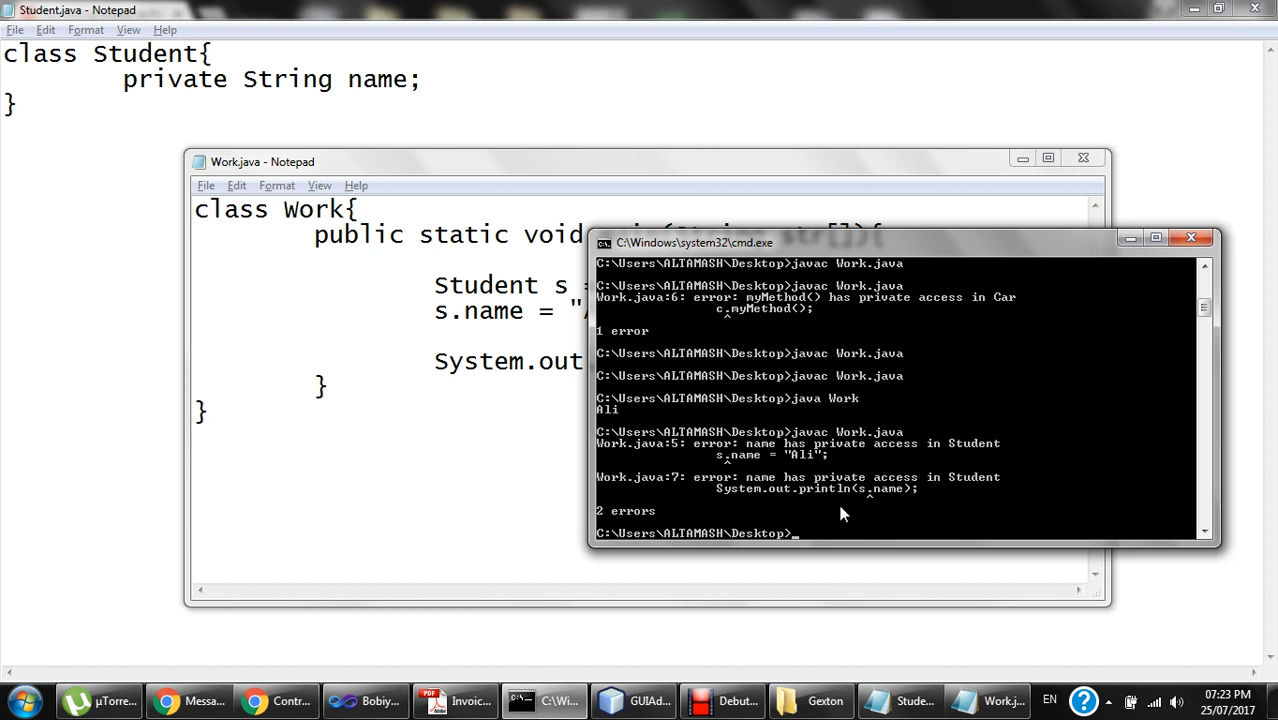 Student.java - Notepad
File Edit Format View Help
class Student{
private String name;
}
Work.java - Notepad
File Edit Format View Help
class Work{
public static void
Student s =
s.name =
System.out
}
}
C:\Windows\system32\cmd.exe
C:\Users\ALTAMASH\Desktop>javac Work.java
C:\Users\ALTAMASH\Desktop>javac Work.java
Work.java:6: error: myMethod() has private access in Car
c.myMethod();
^
1 error
C:\Users\ALTAMASH\Desktop>javac Work.java
C:\Users\ALTAMASH\Desktop>javac Work.java
C:\Users\ALTAMASH\Desktop>java Work
Ali
C:\Users\ALTAMASH\Desktop>javac Work.java
Work.java:5: error: name has private access in Student
s.name = "Ali";
^
Work.java:7: error: name has private access in Student
System.out.println(s.name);
^
2 errors
C:\Users\ALTAMASH\Desktop>_
µTorre... Messa... Contr... Bobiy... Invoic... C:\Wi... GUIAd... Debut... Gexton Stude... Work.j... EN 07:23 PM
25/07/2017